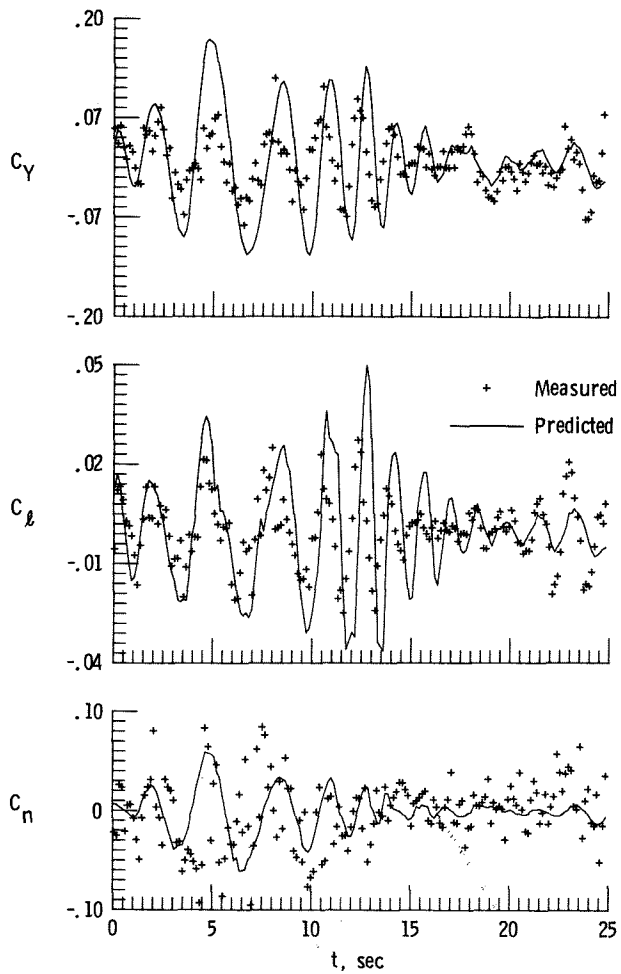 .20
.07
C_Y
-.07
-.20
.05
+ Measured
— Predicted
.02
C_ℓ
-.01
-.04
.10
C_n
0
-.10
0 5 10 15 20 25
t, sec